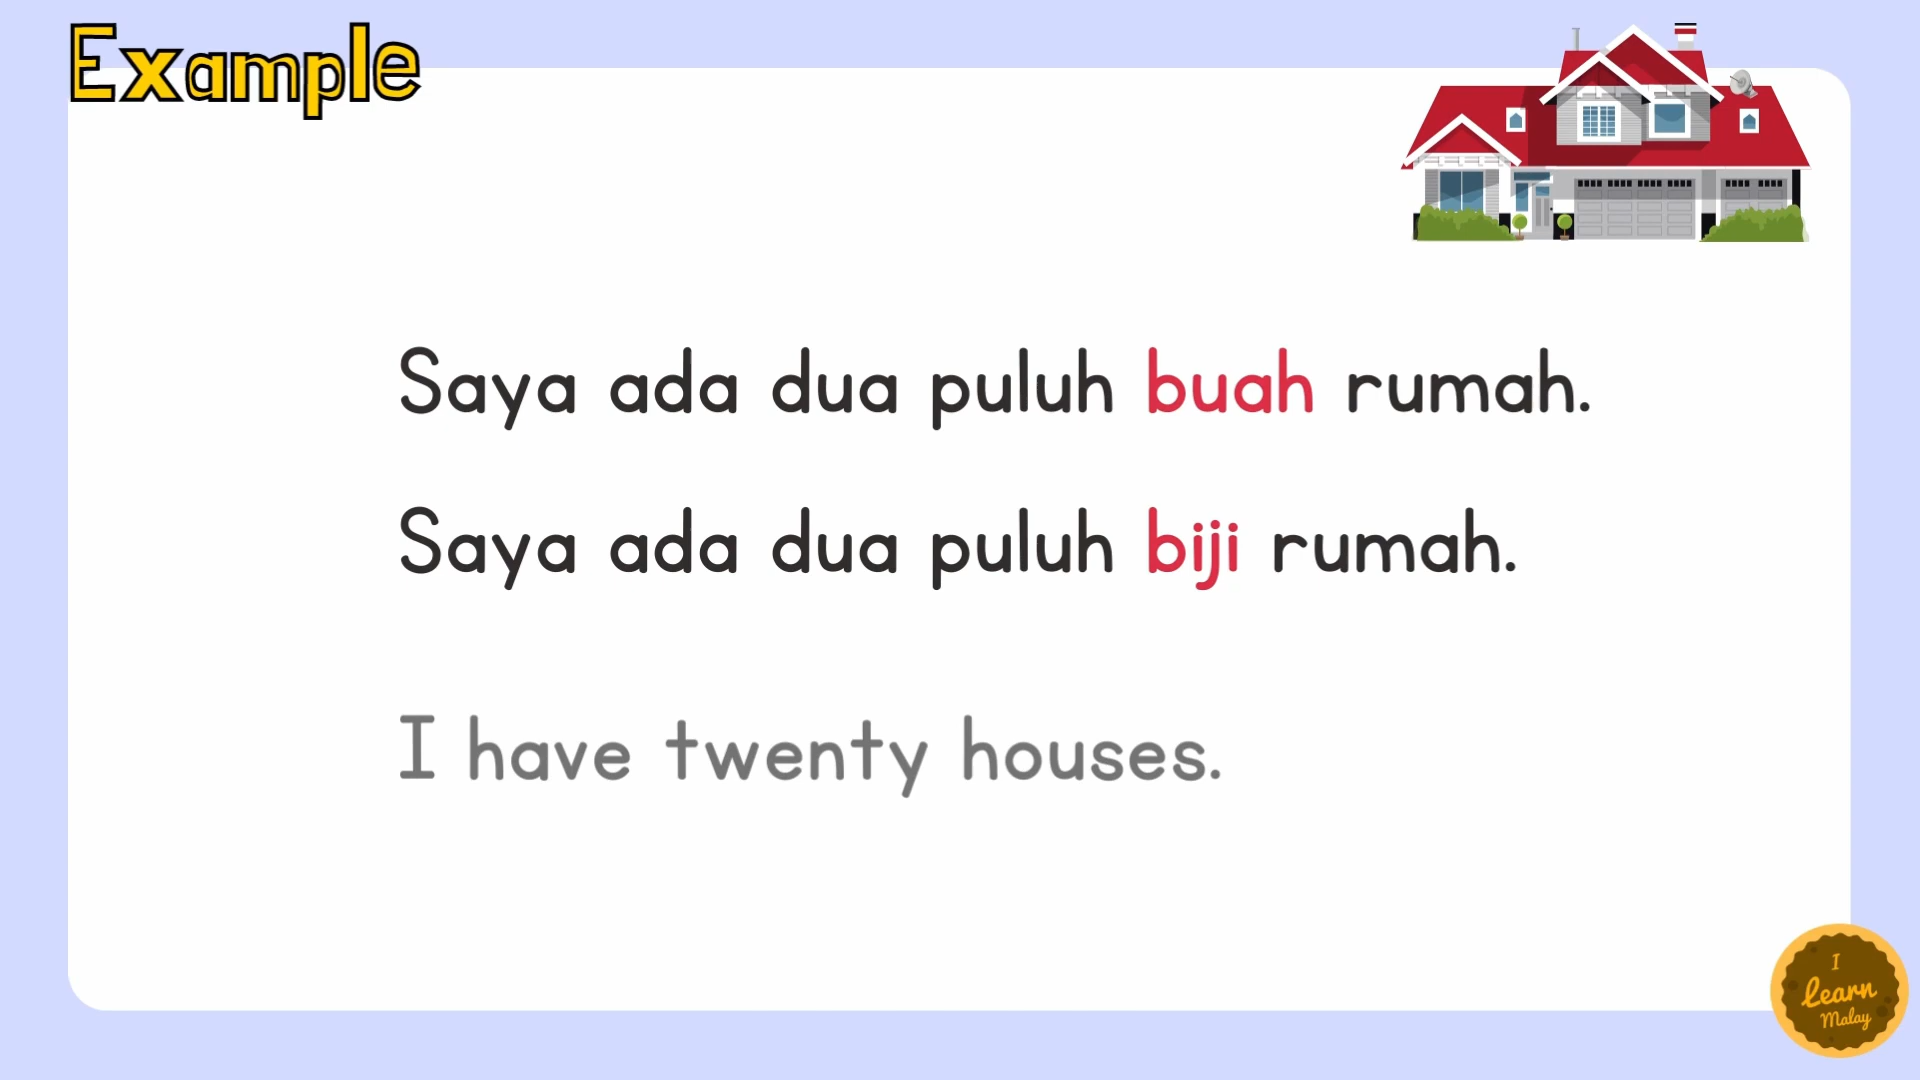 Example
Saya ada dua puluh buah rumah.
Saya ada dua puluh biji rumah.
I have twenty houses.
I
Learn
Malay